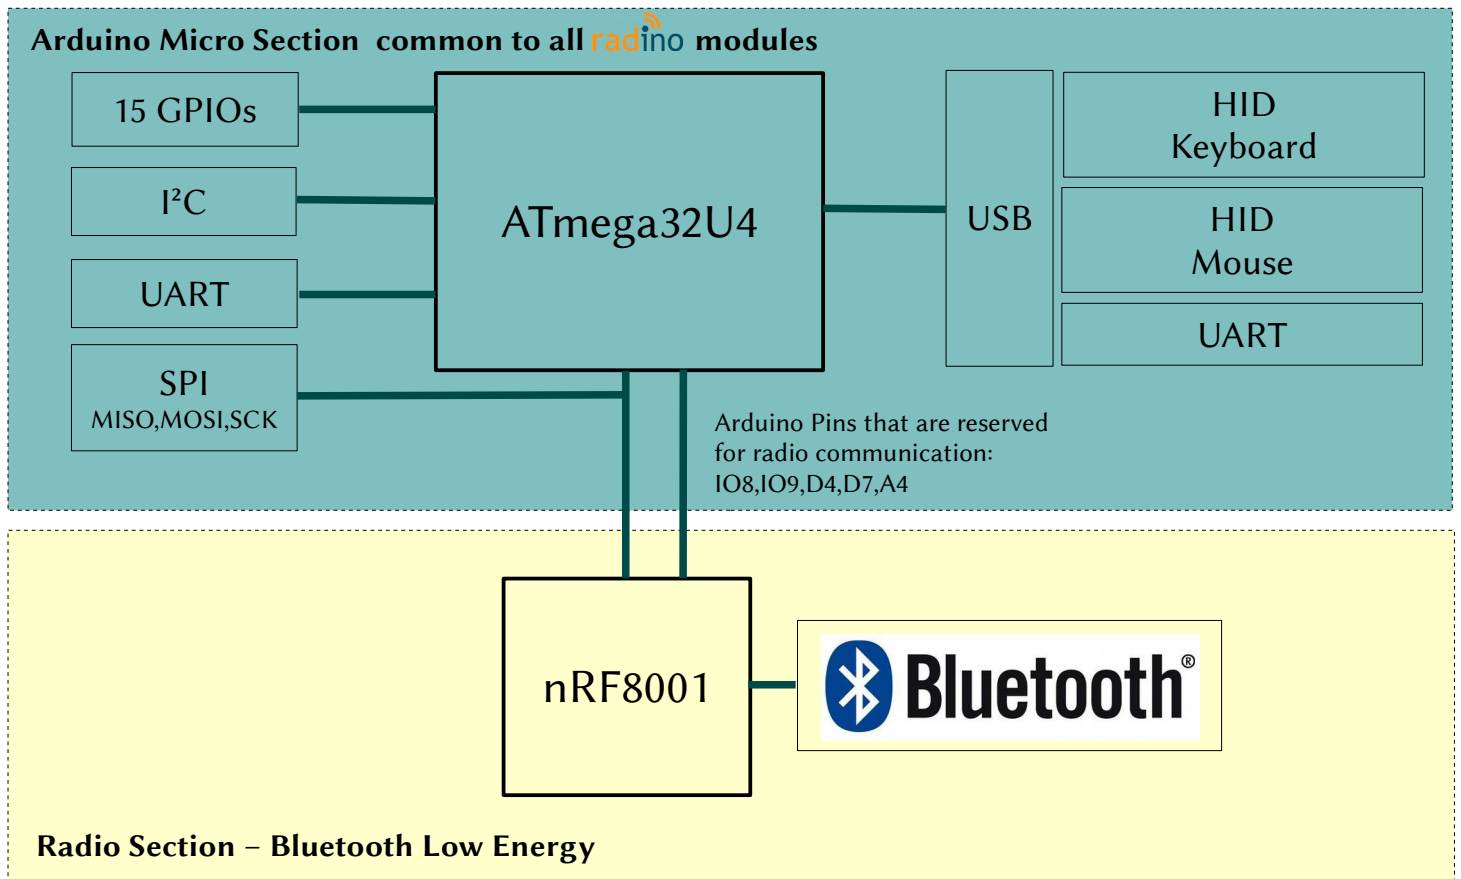 Arduino Micro Section common to all radino modules
15 GPIOs
I²C
UART
SPI
MISO,MOSI,SCK
ATmega32U4
USB
HID
Keyboard
HID
Mouse
UART
Arduino Pins that are reserved
for radio communication:
IO8,IO9,D4,D7,A4
nRF8001
Bluetooth®
Radio Section – Bluetooth Low Energy